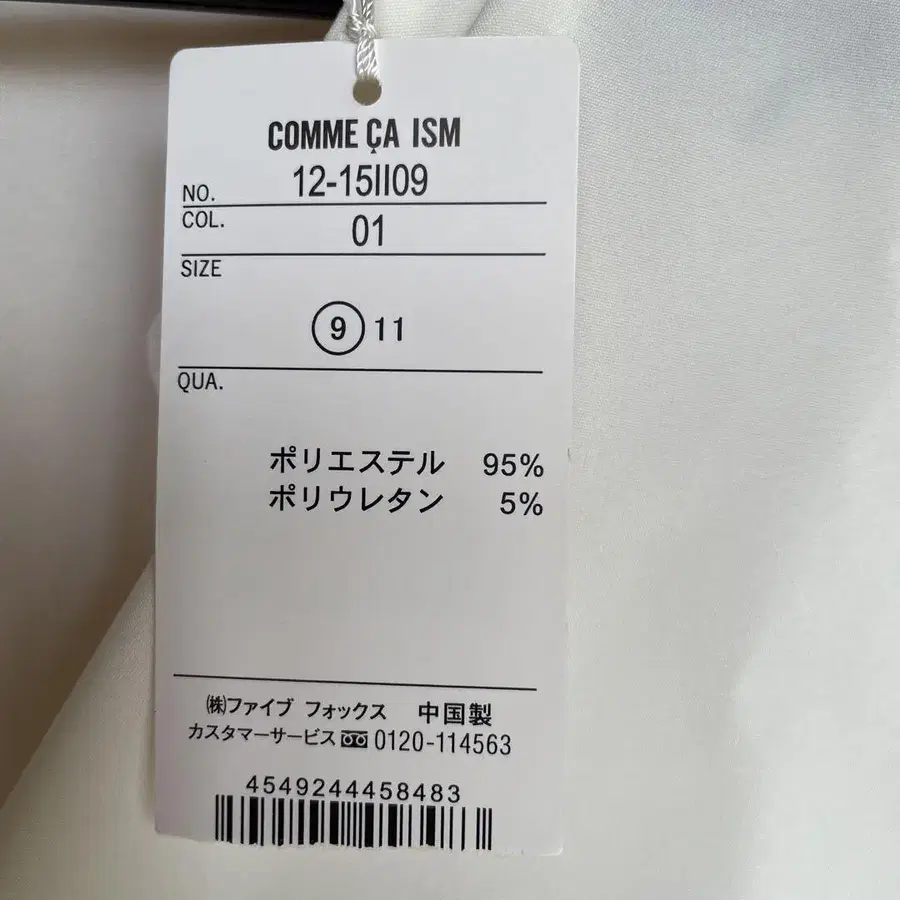 COMME ÇA ISM
NO. 12-15II09
COL. 01
SIZE
9 11
QUA.
ポリエステル 95%
ポリウレタン 5%
㈱ファイブ フォックス 中国製
カスタマーサービス 0120-114563
4549244458483